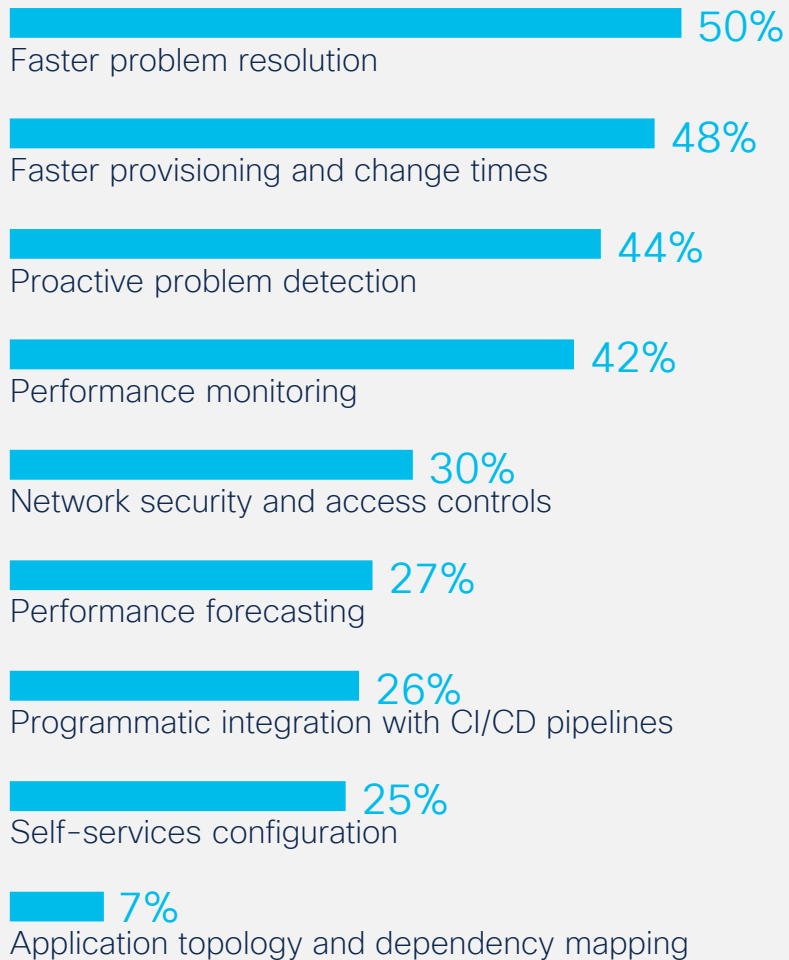 50%
Faster problem resolution
48%
Faster provisioning and change times
44%
Proactive problem detection
42%
Performance monitoring
30%
Network security and access controls
27%
Performance forecasting
26%
Programmatic integration with CI/CD pipelines
25%
Self-services configuration
7%
Application topology and dependency mapping